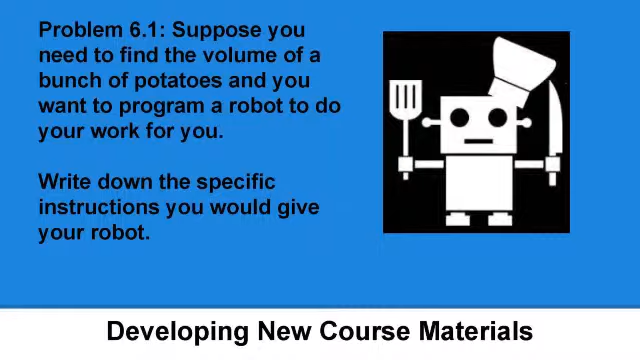 Problem 6.1: Suppose you
need to find the volume of a
bunch of potatoes and you
want to program a robot to do
your work for you.
Write down the specific
instructions you would give
your robot.
Developing New Course Materials